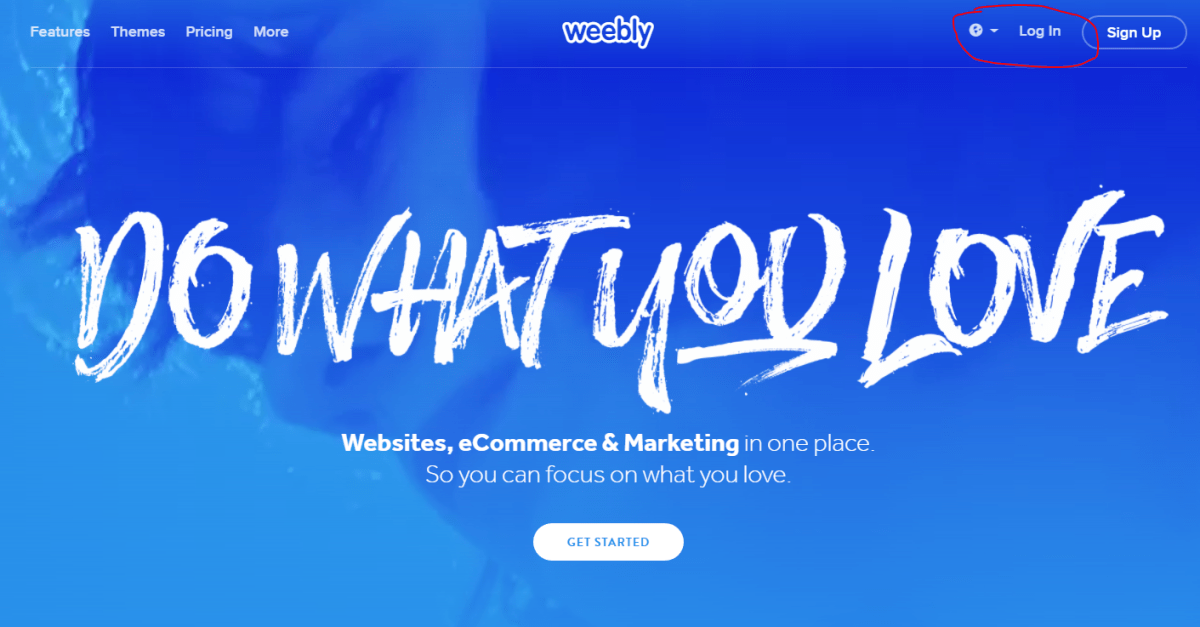 Features Themes Pricing More weebly Log In Sign Up
DO WHAT YOU LOVE
Websites, eCommerce & Marketing in one place.
So you can focus on what you love.
GET STARTED